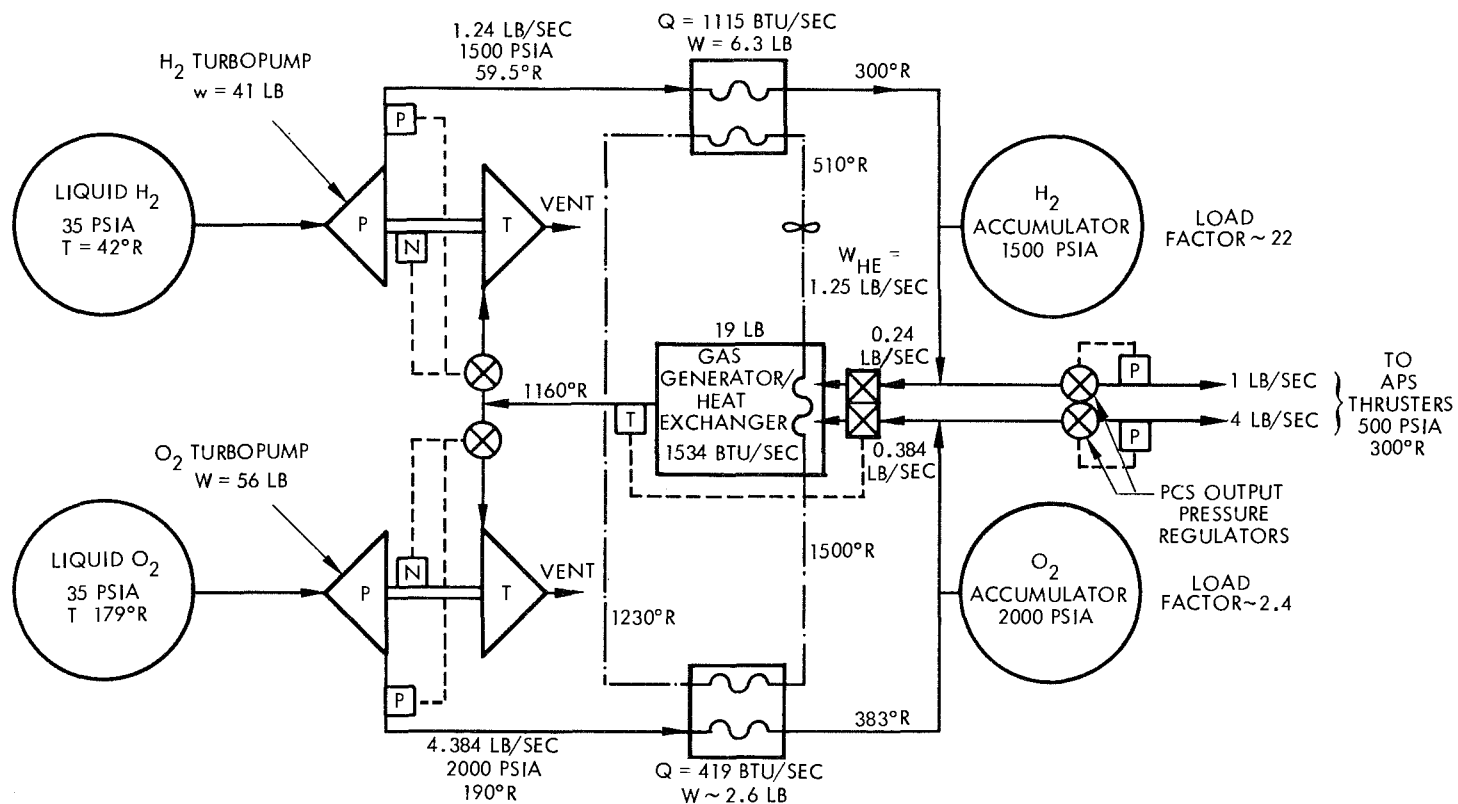 1.24 LB/SEC
1500 PSIA
59.5°R
Q = 1115 BTU/SEC
W = 6.3 LB
H2 TURBOPUMP
w = 41 LB
300°R
P
LIQUID H2
35 PSIA
T = 42°R
P
N
T
VENT
510°R
H2
ACCUMULATOR
1500 PSIA
LOAD
FACTOR ~ 22
WHE =
1.25 LB/SEC
19 LB
GAS
GENERATOR/
HEAT
EXCHANGER
1534 BTU/SEC
0.24
LB/SEC
0.384
LB/SEC
1160°R
T
P
P
1 LB/SEC
4 LB/SEC
TO
APS
THRUSTERS
500 PSIA
300°R
PCS OUTPUT
PRESSURE
REGULATORS
O2 TURBOPUMP
W = 56 LB
LIQUID O2
35 PSIA
T 179°R
P
N
T
VENT
P
1230°R
1500°R
O2
ACCUMULATOR
2000 PSIA
LOAD
FACTOR~2.4
383°R
4.384 LB/SEC
2000 PSIA
190°R
Q = 419 BTU/SEC
W ~ 2.6 LB